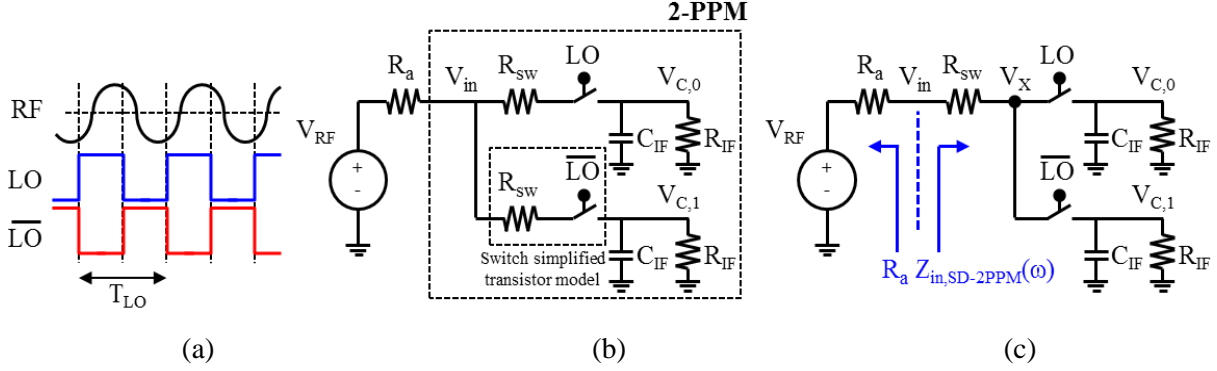 2-PPM
RF
LO
LO
T_LO
(a)
V_RF
+
-
R_a
V_in
R_sw
LO
V_C,0
C_IF
R_IF
R_sw
LO
V_C,1
Switch simplified
transistor model
C_IF
R_IF
(b)
V_RF
+
-
R_a
V_in
R_sw
V_X
LO
V_C,0
C_IF
R_IF
LO
V_C,1
C_IF
R_IF
R_a Z_in,SD-2PPM(ω)
(c)